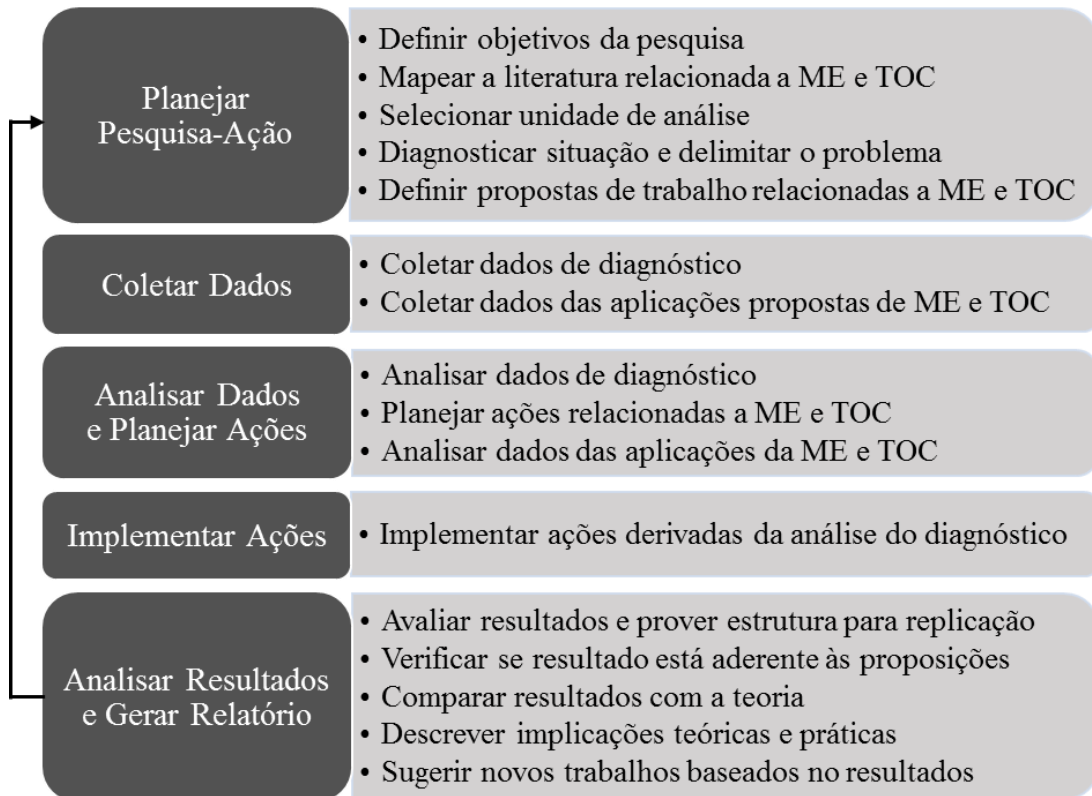 Planejar
Pesquisa-Ação
• Definir objetivos da pesquisa
• Mapear a literatura relacionada a ME e TOC
• Selecionar unidade de análise
• Diagnosticar situação e delimitar o problema
• Definir propostas de trabalho relacionadas a ME e TOC
Coletar Dados
• Coletar dados de diagnóstico
• Coletar dados das aplicações propostas de ME e TOC
Analisar Dados
e Planejar Ações
• Analisar dados de diagnóstico
• Planejar ações relacionadas a ME e TOC
• Analisar dados das aplicações da ME e TOC
Implementar Ações
• Implementar ações derivadas da análise do diagnóstico
Analisar Resultados
e Gerar Relatório
• Avaliar resultados e prover estrutura para replicação
• Verificar se resultado está aderente às proposições
• Comparar resultados com a teoria
• Descrever implicações teóricas e práticas
• Sugerir novos trabalhos baseados no resultados